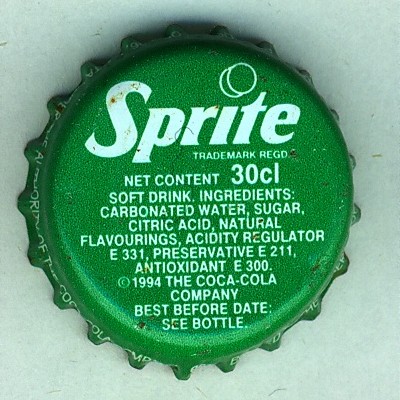 Sprite
TRADEMARK REGD.
NET CONTENT 30cl
SOFT DRINK. INGREDIENTS:
CARBONATED WATER, SUGAR,
CITRIC ACID, NATURAL
FLAVOURINGS, ACIDITY REGULATOR
E 331, PRESERVATIVE E 211,
ANTIOXIDANT E 300.
©1994 THE COCA-COLA
COMPANY
BEST BEFORE DATE:
SEE BOTTLE.